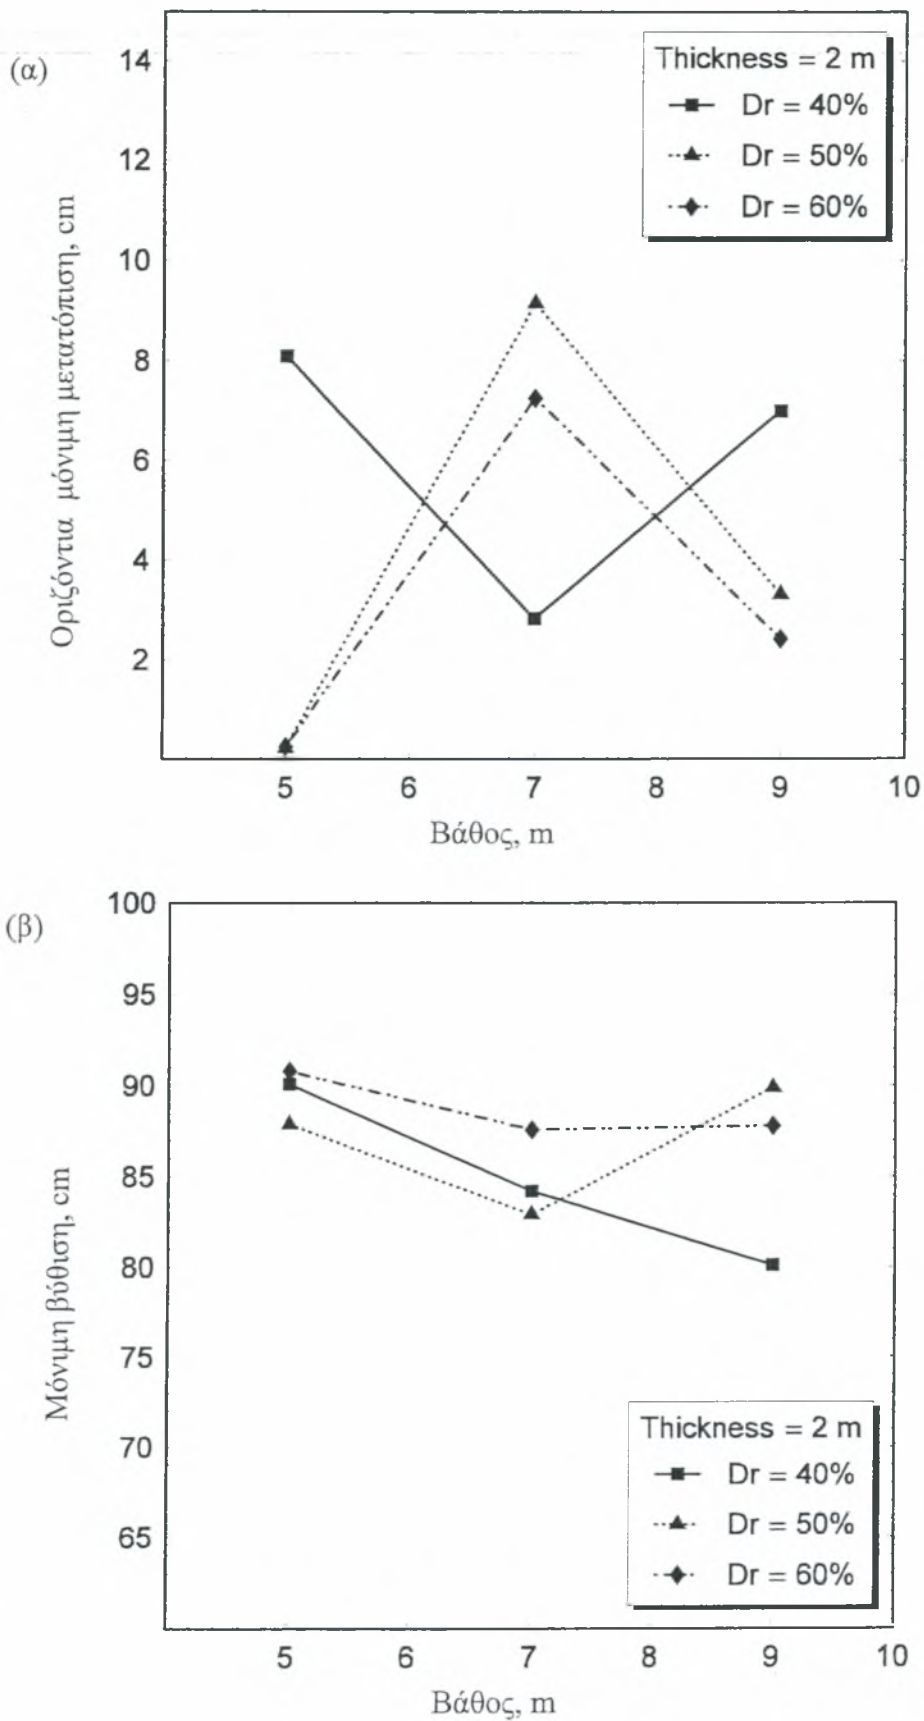 (α)
Οριζόντια μόνιμη μετατόπιση, cm
14
12
10
8
6
4
2
Thickness = 2 m
Dr = 40%
Dr = 50%
Dr = 60%
5 6 7 8 9 10
Βάθος, m
(β)
Μόνιμη βύθιση, cm
100
95
90
85
80
75
70
65
Thickness = 2 m
Dr = 40%
Dr = 50%
Dr = 60%
5 6 7 8 9 10
Βάθος, m